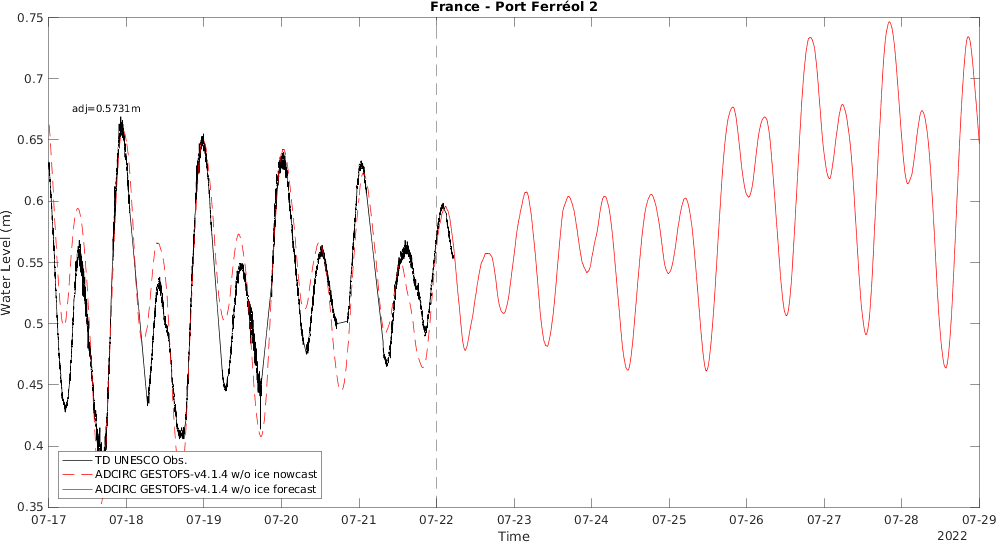 France - Port Ferréol 2
0.75
0.7
0.65
0.6
0.55
0.5
0.45
0.4
0.35
Water Level (m)
adj=0.5731m
TD UNESCO Obs.
ADCIRC GESTOFS-v4.1.4 w/o ice nowcast
ADCIRC GESTOFS-v4.1.4 w/o ice forecast
07-17 07-18 07-19 07-20 07-21 07-22 07-23 07-24 07-25 07-26 07-27 07-28 07-29
Time
2022